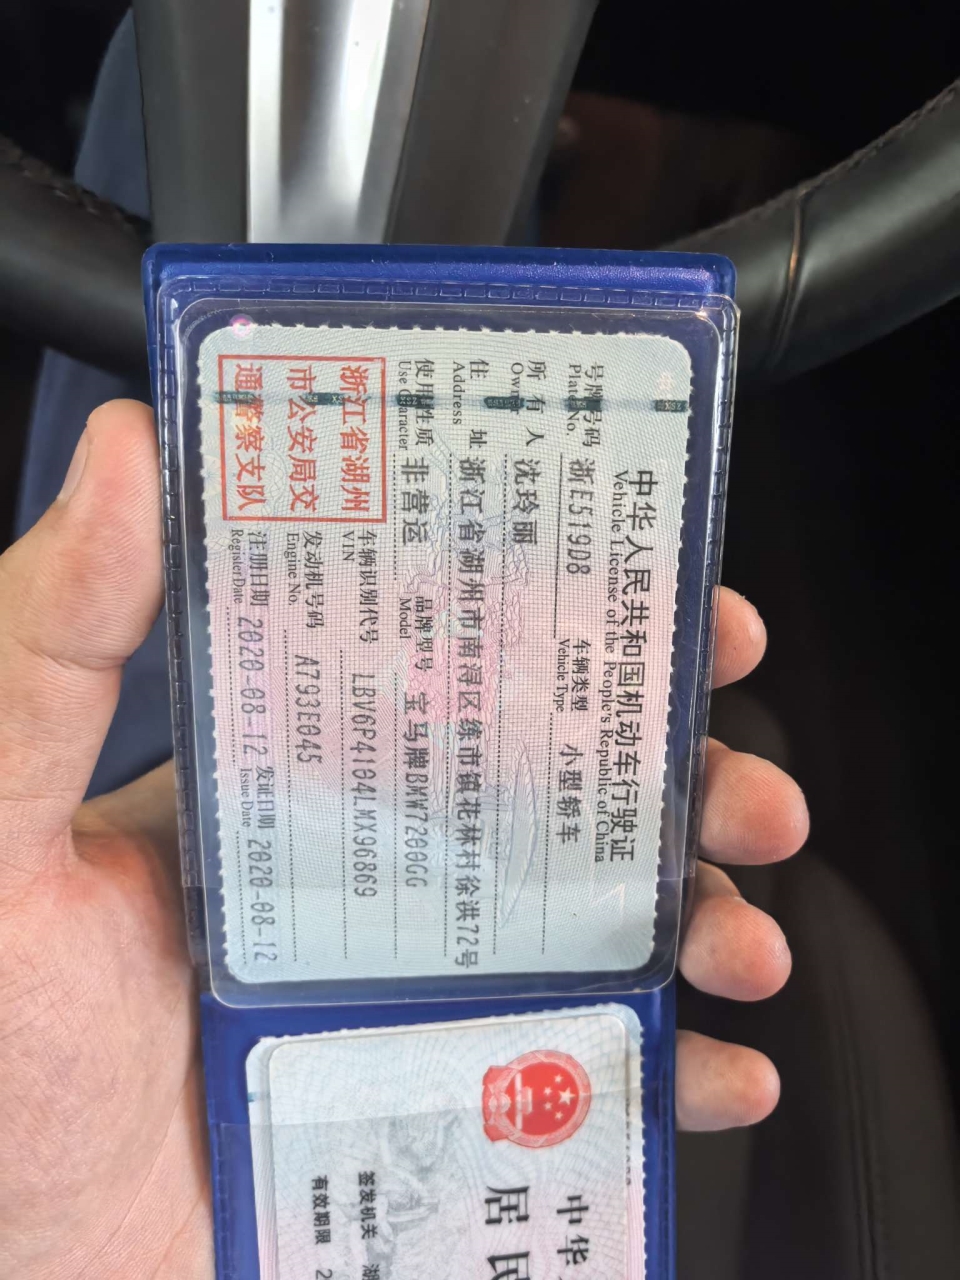 中华人民共和国机动车行驶证
Vehicle License of the People's Republic of China
号牌号码 浙E519D8 车辆类型 小型轿车
Plate No. Vehicle Type
所有人 沈玲丽
Owner
住址 浙江省湖州市南浔区练市镇花林村徐洪72号
Address
使用性质 非营运 品牌型号 宝马牌BMW7200GG
Use Character Model
浙江省湖州
市公安局交
通警察支队
车辆识别代号 LBV6P4104LMX96869
VIN
发动机号码 A793E045
Engine No.
注册日期 2020-08-12 发证日期 2020-08-12
Register Date Issue Date
中华
居民
签发机关 湖
有效期限 2